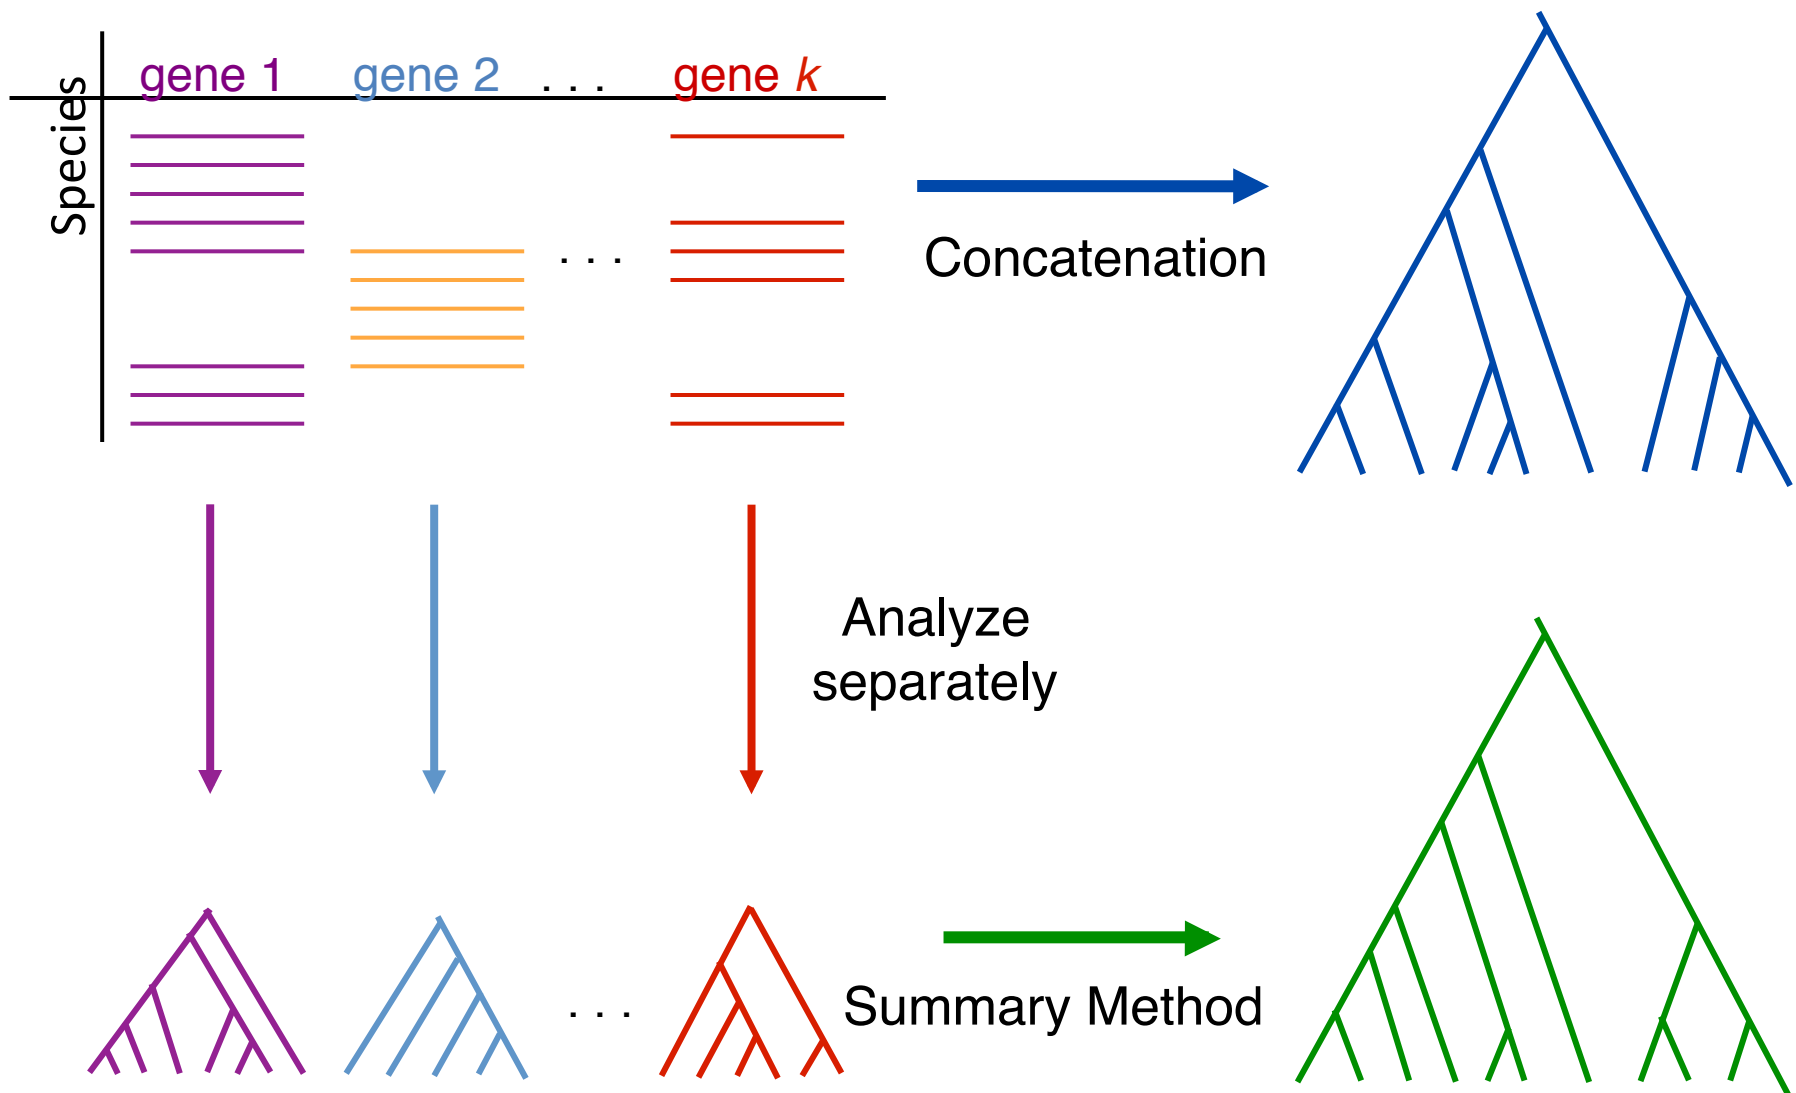 Species
gene 1 gene 2 . . . gene k
. . .
Concatenation
Analyze
separately
. . .
Summary Method